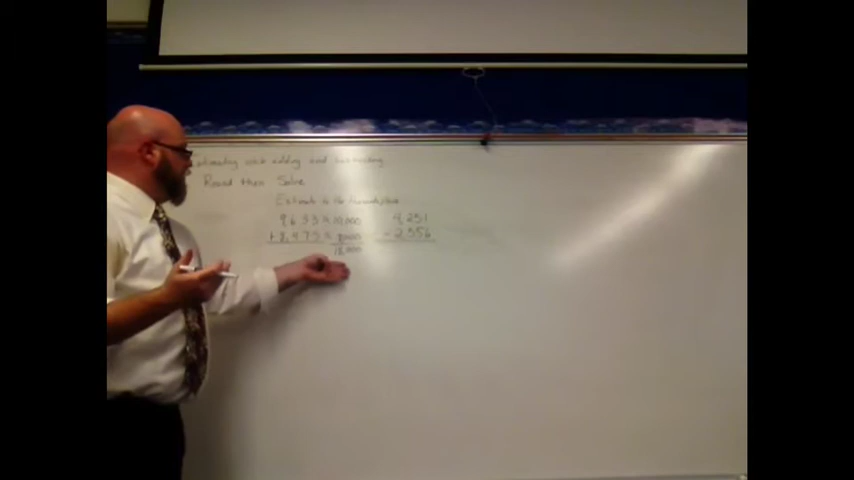 Estimating with adding and subtracting
Round then Solve
Estimate to the thousands place
9,633 ≈ 10,000 4,251
+ 8,475 ≈ 8,000 - 2,356
18,000